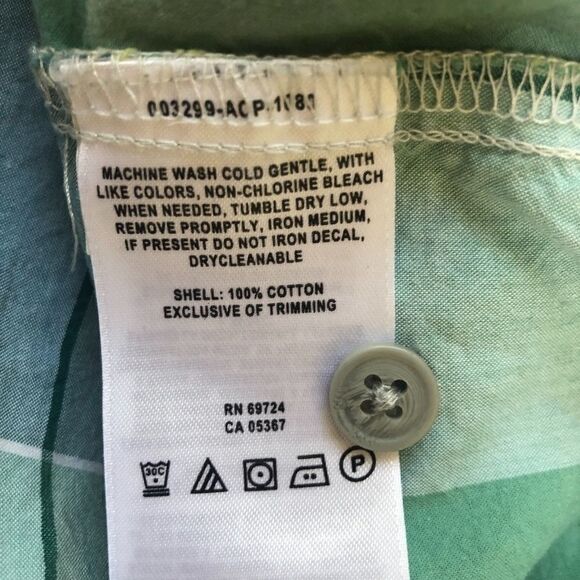 MACHINE WASH COLD GENTLE, WITH
LIKE COLORS, NON-CHLORINE BLEACH
WHEN NEEDED, TUMBLE DRY LOW,
REMOVE PROMPTLY, IRON MEDIUM,
IF PRESENT DO NOT IRON DECAL,
DRYCLEANABLE
SHELL: 100% COTTON
EXCLUSIVE OF TRIMMING
RN 69724
CA 05367
30C P